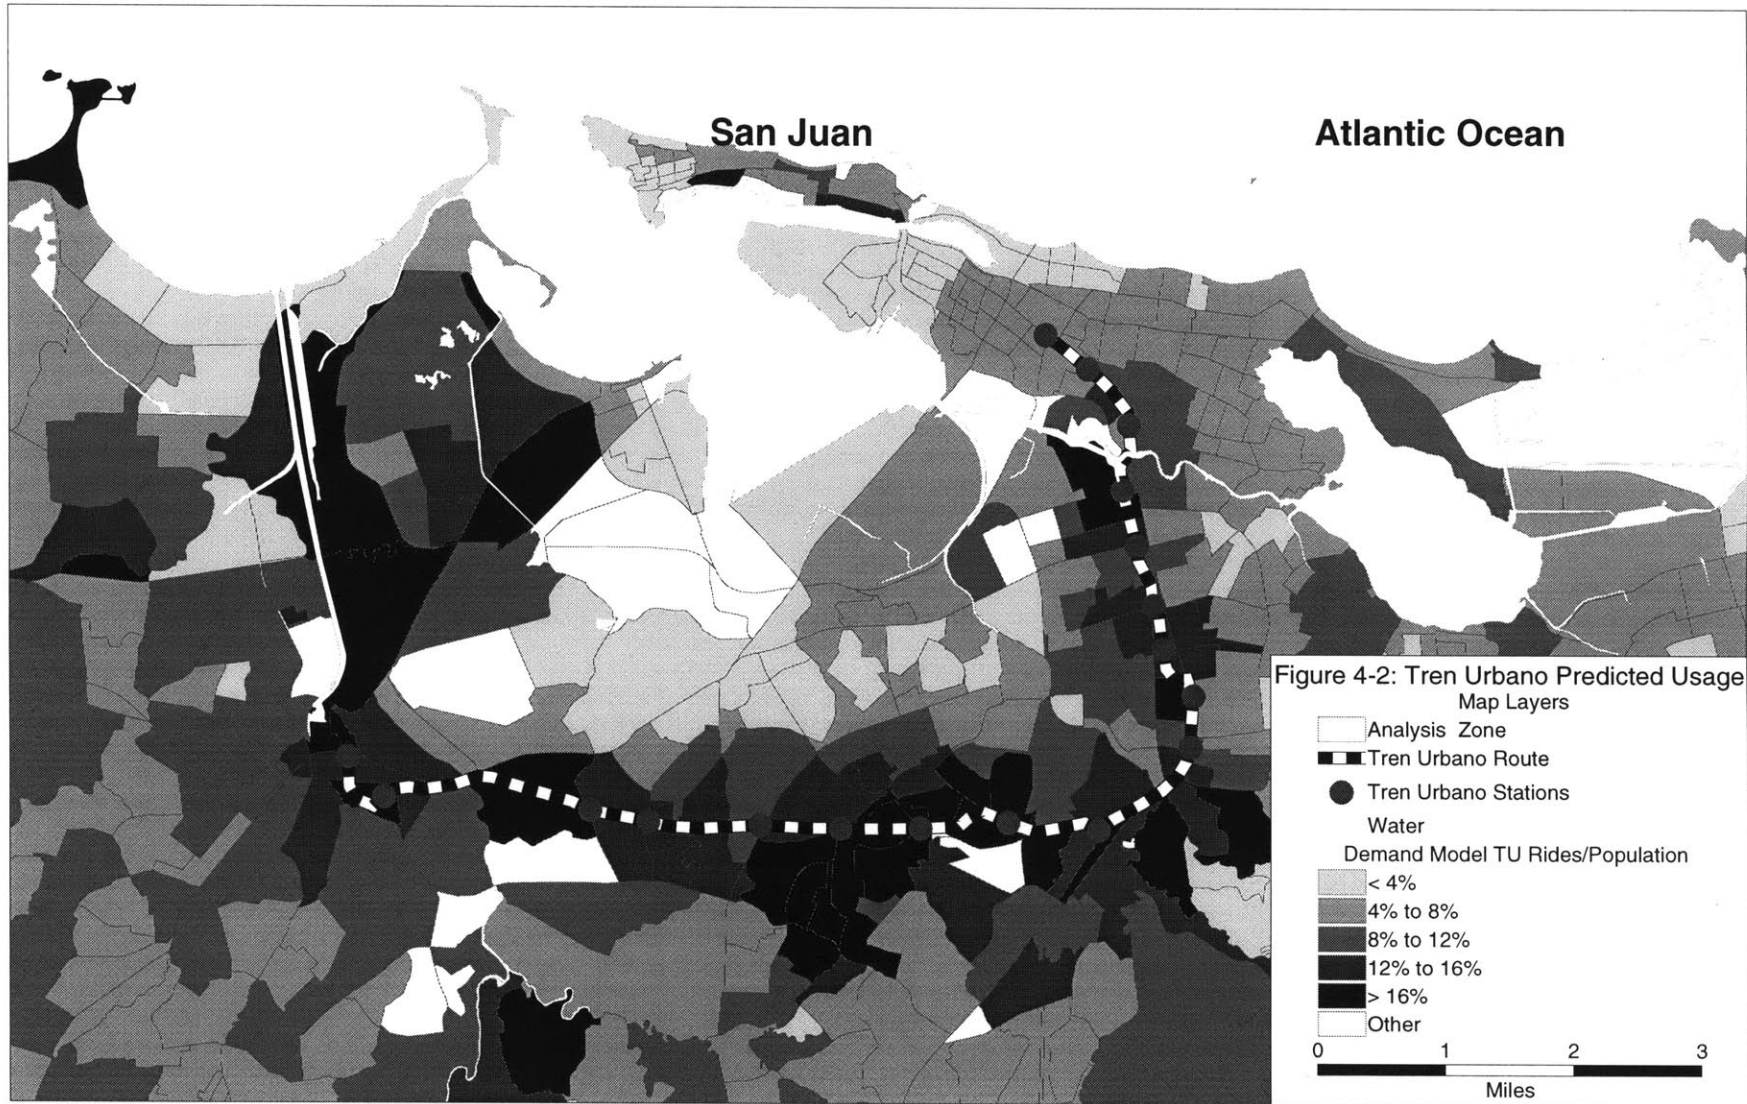 San Juan
Atlantic Ocean
Figure 4-2: Tren Urbano Predicted Usage
Map Layers
Analysis Zone
Tren Urbano Route
Tren Urbano Stations
Water
Demand Model TU Rides/Population
< 4%
4% to 8%
8% to 12%
12% to 16%
> 16%
Other
0 1 2 3
Miles